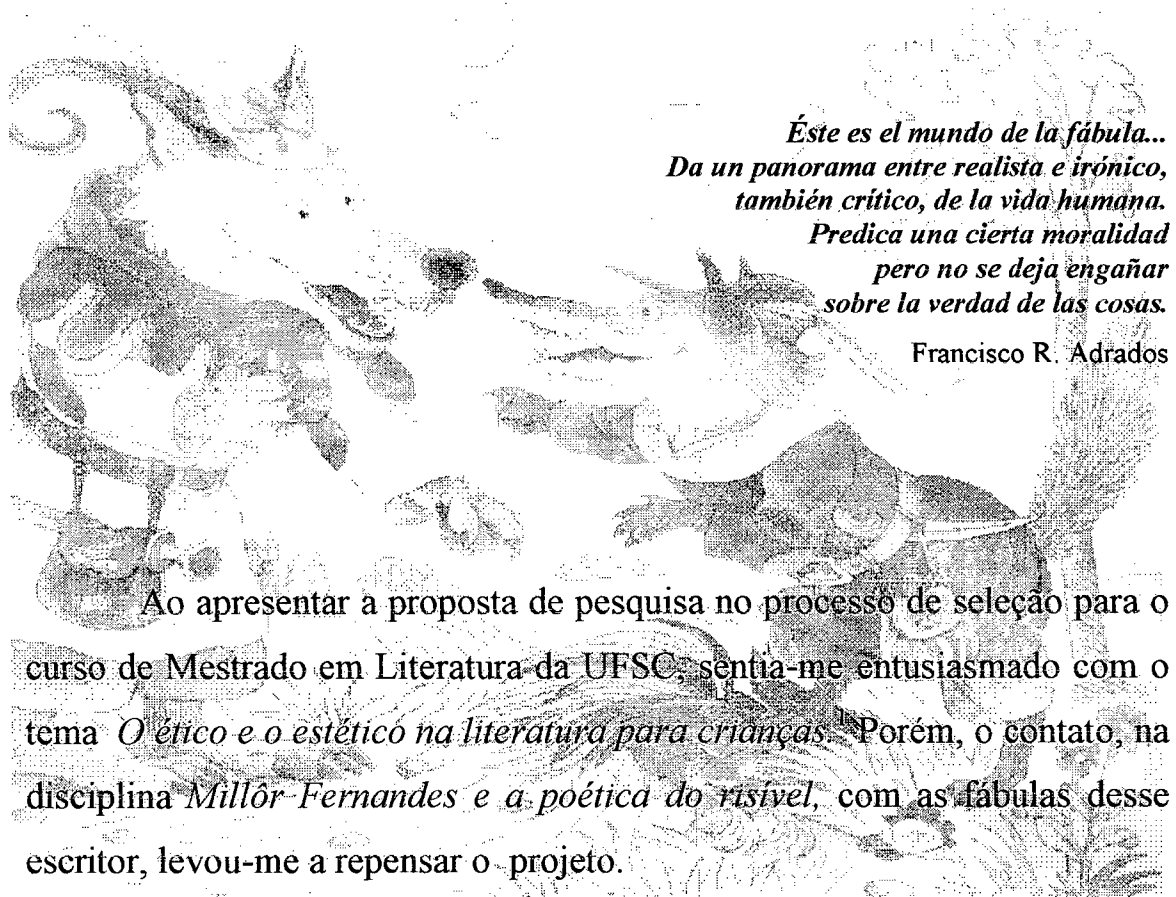 Éste es el mundo de la fábula...
Da un panorama entre realista e irónico,
también crítico, de la vida humana.
Predica una cierta moralidad
pero no se deja engañar
sobre la verdad de las cosas.
Francisco R. Adrados
Ao apresentar a proposta de pesquisa no processo de seleção para o
curso de Mestrado em Literatura da UFSC, sentia-me entusiasmado com o
tema O ético e o estético na literatura para crianças.¹ Porém, o contato, na
disciplina Millôr Fernandes e a poética do risível, com as fábulas desse
escritor, levou-me a repensar o projeto.